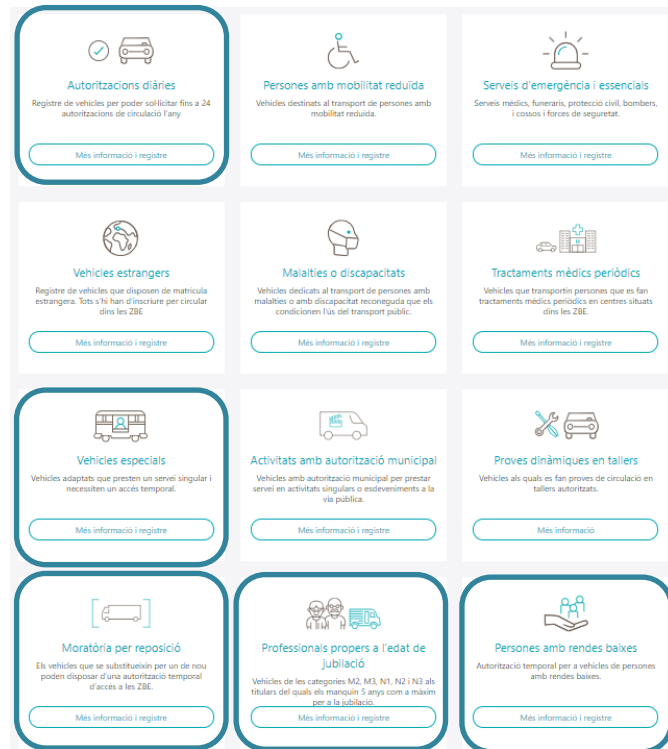 Autoritzacions diàries
Registre de vehicles per poder sol·licitar fins a 24
autoritzacions de circulació l'any
Més informació i registre
Persones amb mobilitat reduïda
Vehicles destinats al transport de persones amb
mobilitat reduida.
Més informació i registre
Serveis d'emergència i essencials
Serveis mèdics, funeraris, protecció civil, bombers,
i cossos i forces de seguretat.
Més informació i registre
Vehicles estrangers
Registre de vehicles que disposen de matrícula
estrangera. Tots s'hi han d'inscriure per circular
dins les ZBE
Més informació i registre
Malalties o discapacitats
Vehicles dedicats al transport de persones amb
malalties o amb discapacitat reconeguda que els
condicionen l'ús del transport públic.
Més informació i registre
Tractaments mèdics periòdics
Vehicles que transportin persones que es fan
tractaments mèdics periòdics en centres situats
dins les ZBE.
Més informació i registre
Vehicles especials
Vehicles adaptats que presten un servei singular i
necessiten un accés temporal.
Més informació i registre
Activitats amb autorització municipal
Vehicles amb autorització municipal per prestar
servei en activitats singulars o esdeveniments a la
via pública.
Més informació i registre
Proves dinàmiques en tallers
Vehicles als quals es fan proves de circulació en
tallers autoritzats.
Més informació
Moratòria per reposició
Els vehicles que se substitueixin per un de nou
poden disposar d'una autorització temporal
d'accés a les ZBE.
Més informació i registre
Professionals propers a l'edat de
jubilació
Vehicles de les categories M2, M3, N1, N2 i N3 als
titulars del quals els manquin 5 anys com a màxim
per a la jubilació.
Més informació i registre
Persones amb rendes baixes
Autorització temporal per a vehicles de persones
amb rendes baixes.
Més informació i registre